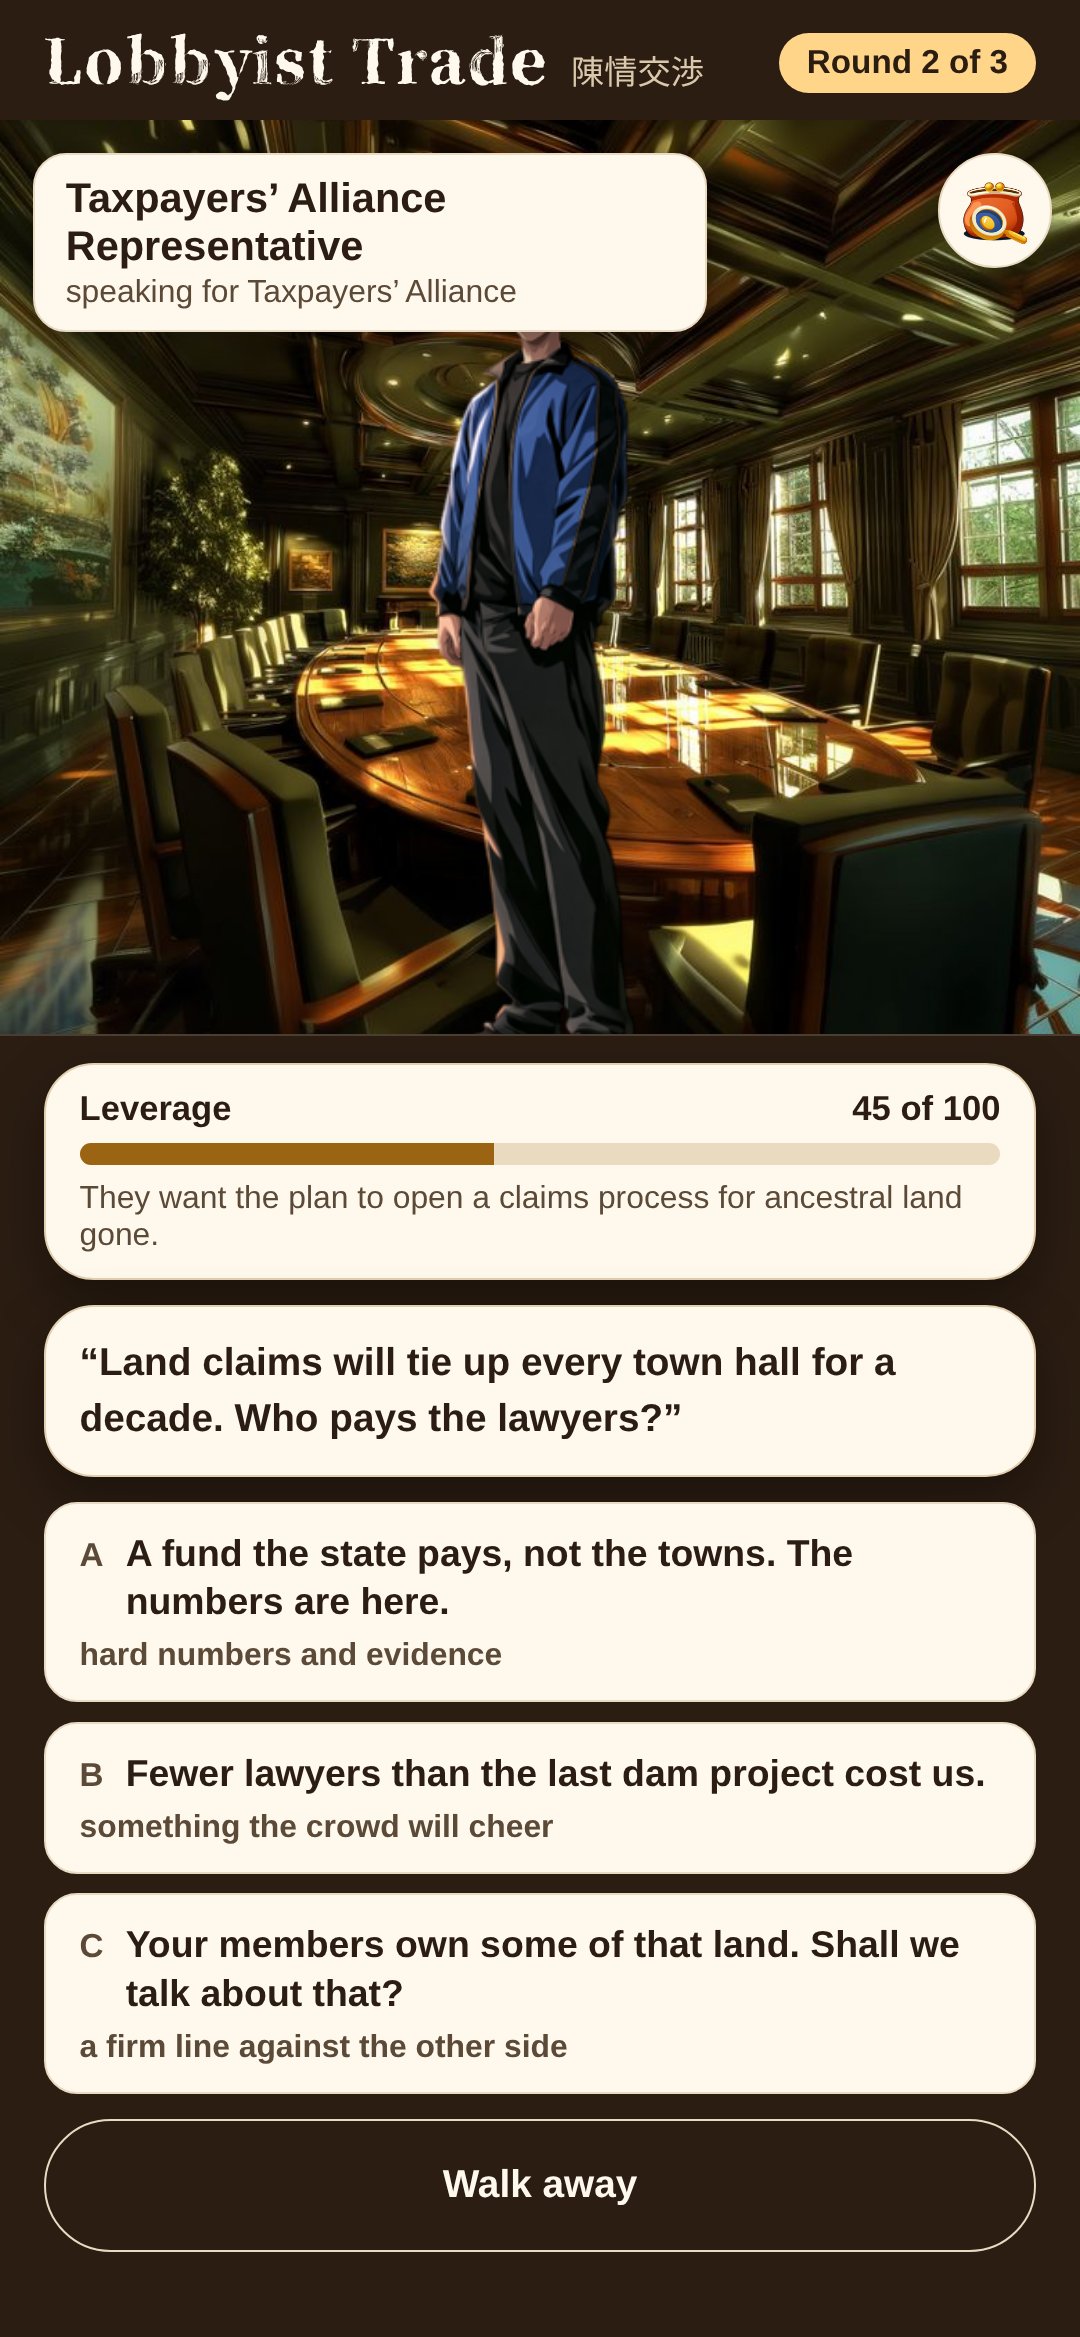 Lobbyist Trade 陳情交渉
Round 2 of 3
Taxpayers’ Alliance
Representative
speaking for Taxpayers’ Alliance
Leverage
45 of 100
They want the plan to open a claims process for ancestral land
gone.
“Land claims will tie up every town hall for a
decade. Who pays the lawyers?”
A A fund the state pays, not the towns. The
numbers are here.
hard numbers and evidence
B Fewer lawyers than the last dam project cost us.
something the crowd will cheer
C Your members own some of that land. Shall we
talk about that?
a firm line against the other side
Walk away